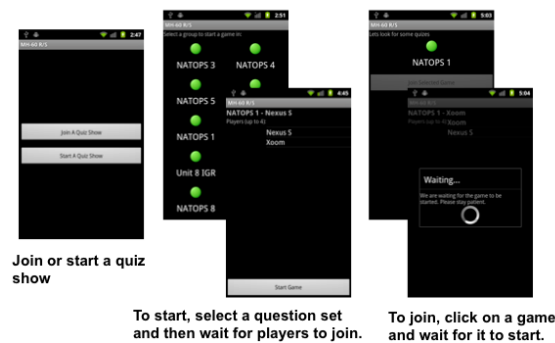 2:47
MH-60 R/S
Join A Quiz Show
Start A Quiz Show
Join or start a quiz
show
2:51
MH-60 R/S
Select a group to start a game in:
NATOPS 3 NATOPS 4
NATOPS 5
NATOPS 1
Unit 8 IGR
NATOPS 8
4:45
MH-60 R/S
NATOPS 1 - Nexus S
Players (up to 4)
Nexus S
Xoom
Start Game
To start, select a question set
and then wait for players to join.
5:03
MH-60 R/S
Lets look for some quizes
NATOPS 1
Join Selected Game
5:04
MH-60 R/S
NATOPS 1 - Xoom
Players (up to 4)
Xoom
Nexus S
Waiting...
We are waiting for the game to be
started. Please stay patient.
To join, click on a game
and wait for it to start.